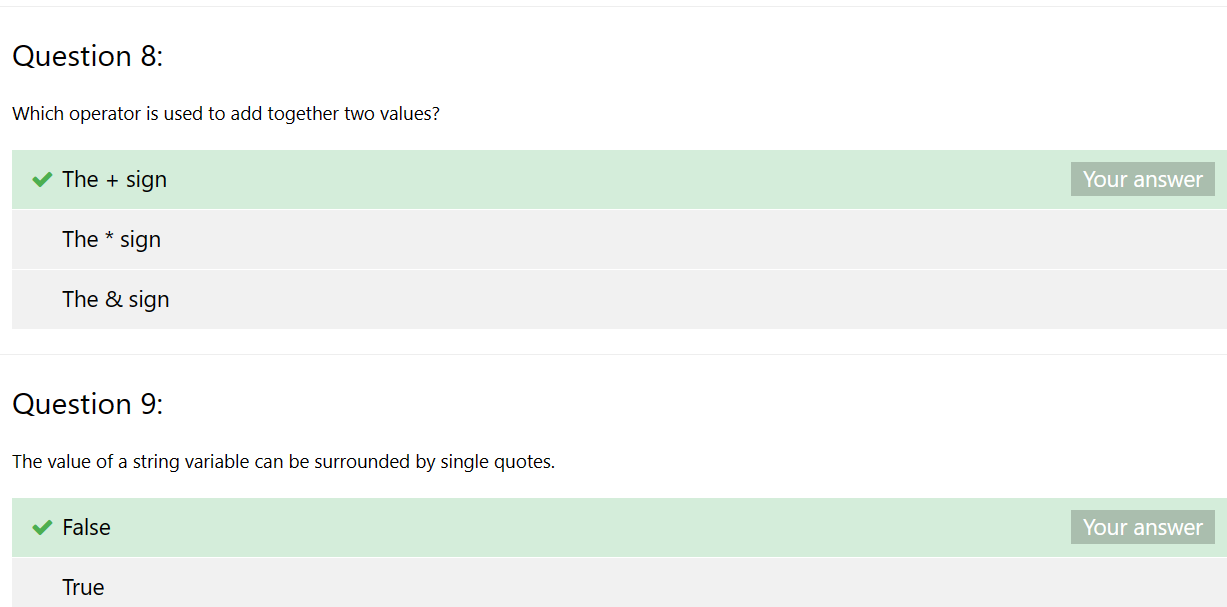 Question 8:
Which operator is used to add together two values?
The + sign
Your answer
The * sign
The & sign
Question 9:
The value of a string variable can be surrounded by single quotes.
False
Your answer
True